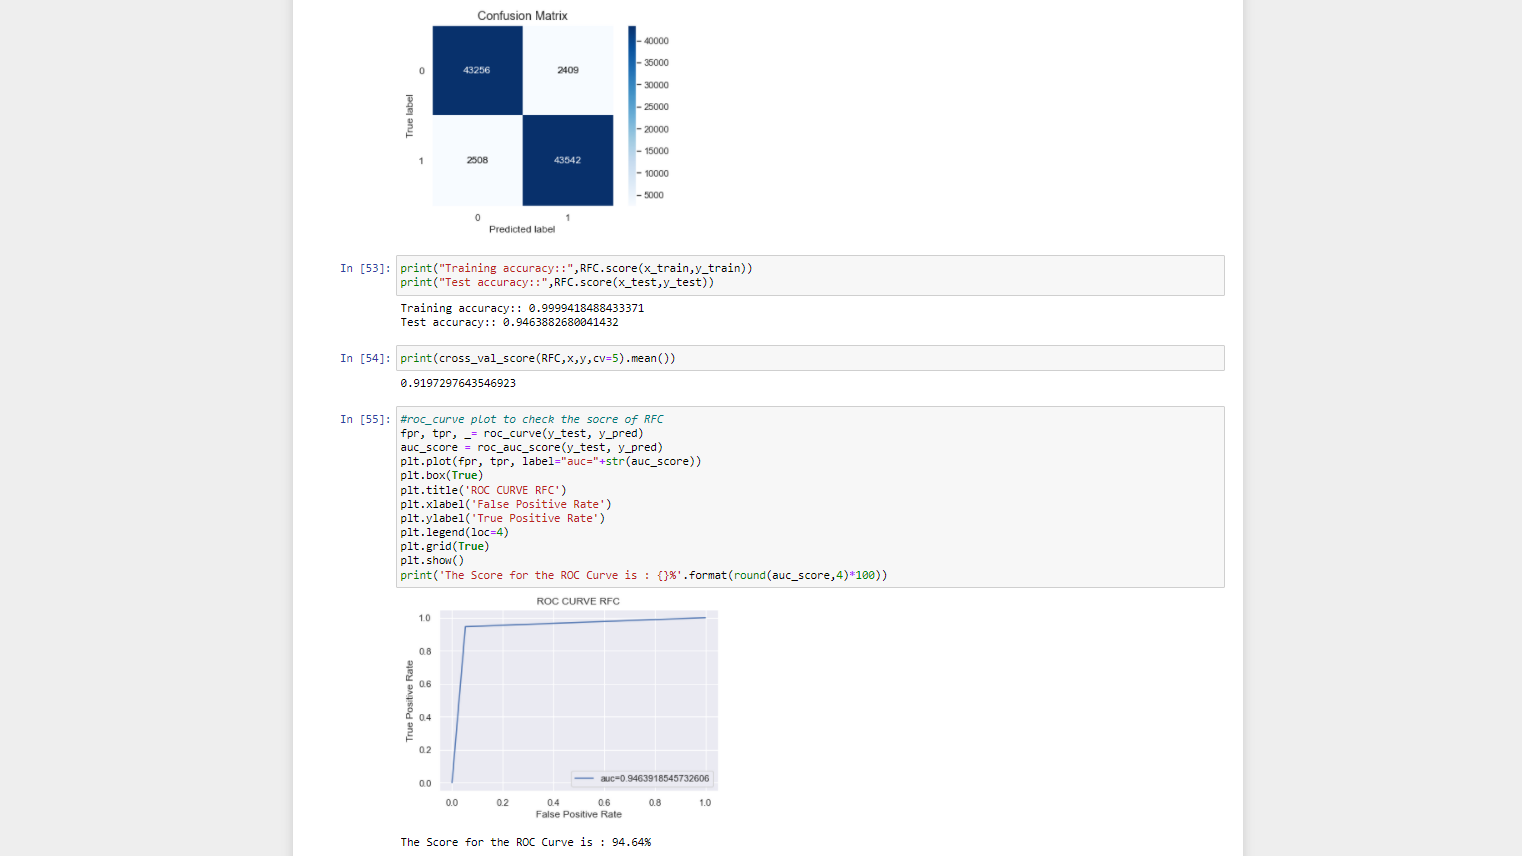 Confusion Matrix
40000
35000
30000
25000
20000
15000
10000
5000
0
43256
2409
True label
1
2508
43542
0
1
Predicted label
In [53]:
print("Training accuracy::",RFC.score(x_train,y_train))
print("Test accuracy::",RFC.score(x_test,y_test))
Training accuracy:: 0.9999418488433371
Test accuracy:: 0.9463882680041432
In [54]:
print(cross_val_score(RFC,x,y,cv=5).mean())
0.9197297643546923
In [55]:
#roc_curve plot to check the socre of RFC
fpr, tpr, _= roc_curve(y_test, y_pred)
auc_score = roc_auc_score(y_test, y_pred)
plt.plot(fpr, tpr, label="auc="+str(auc_score))
plt.box(True)
plt.title('ROC CURVE RFC')
plt.xlabel('False Positive Rate')
plt.ylabel('True Positive Rate')
plt.legend(loc=4)
plt.grid(True)
plt.show()
print('The Score for the ROC Curve is : {}%'.format(round(auc_score,4)*100))
ROC CURVE RFC
1.0
0.8
0.6
0.4
0.2
0.0
True Positive Rate
auc=0.9463918545732606
0.0 0.2 0.4 0.6 0.8 1.0
False Positive Rate
The Score for the ROC Curve is : 94.64%